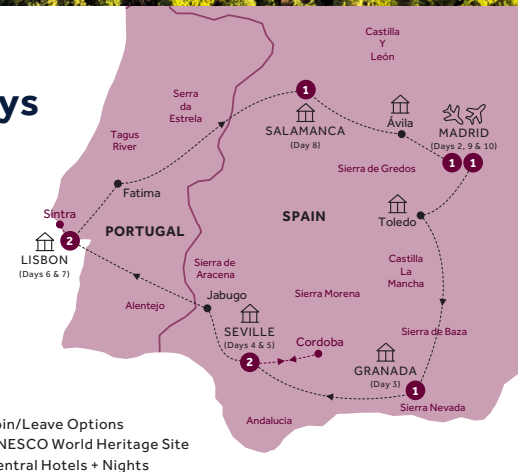 ys
Castilla
Y
León
Serra
da
Estrela
1
SALAMANCA
(Day 8)
Ávila
MADRID
(Days 2, 9 & 10)
1
1
Tagus
River
Sierra de Gredos
Fatima
Toledo
Sintra
PORTUGAL
SPAIN
2
LISBON
(Days 6 & 7)
Sierra de
Aracena
Castilla
La
Mancha
Alentejo
Jabugo
Sierra Morena
SEVILLE
(Days 4 & 5)
Cordoba
Sierra de Baza
2
GRANADA
(Day 3)
1
Sierra Nevada
Andalucia
oin/Leave Options
NESCO World Heritage Site
entral Hotels + Nights